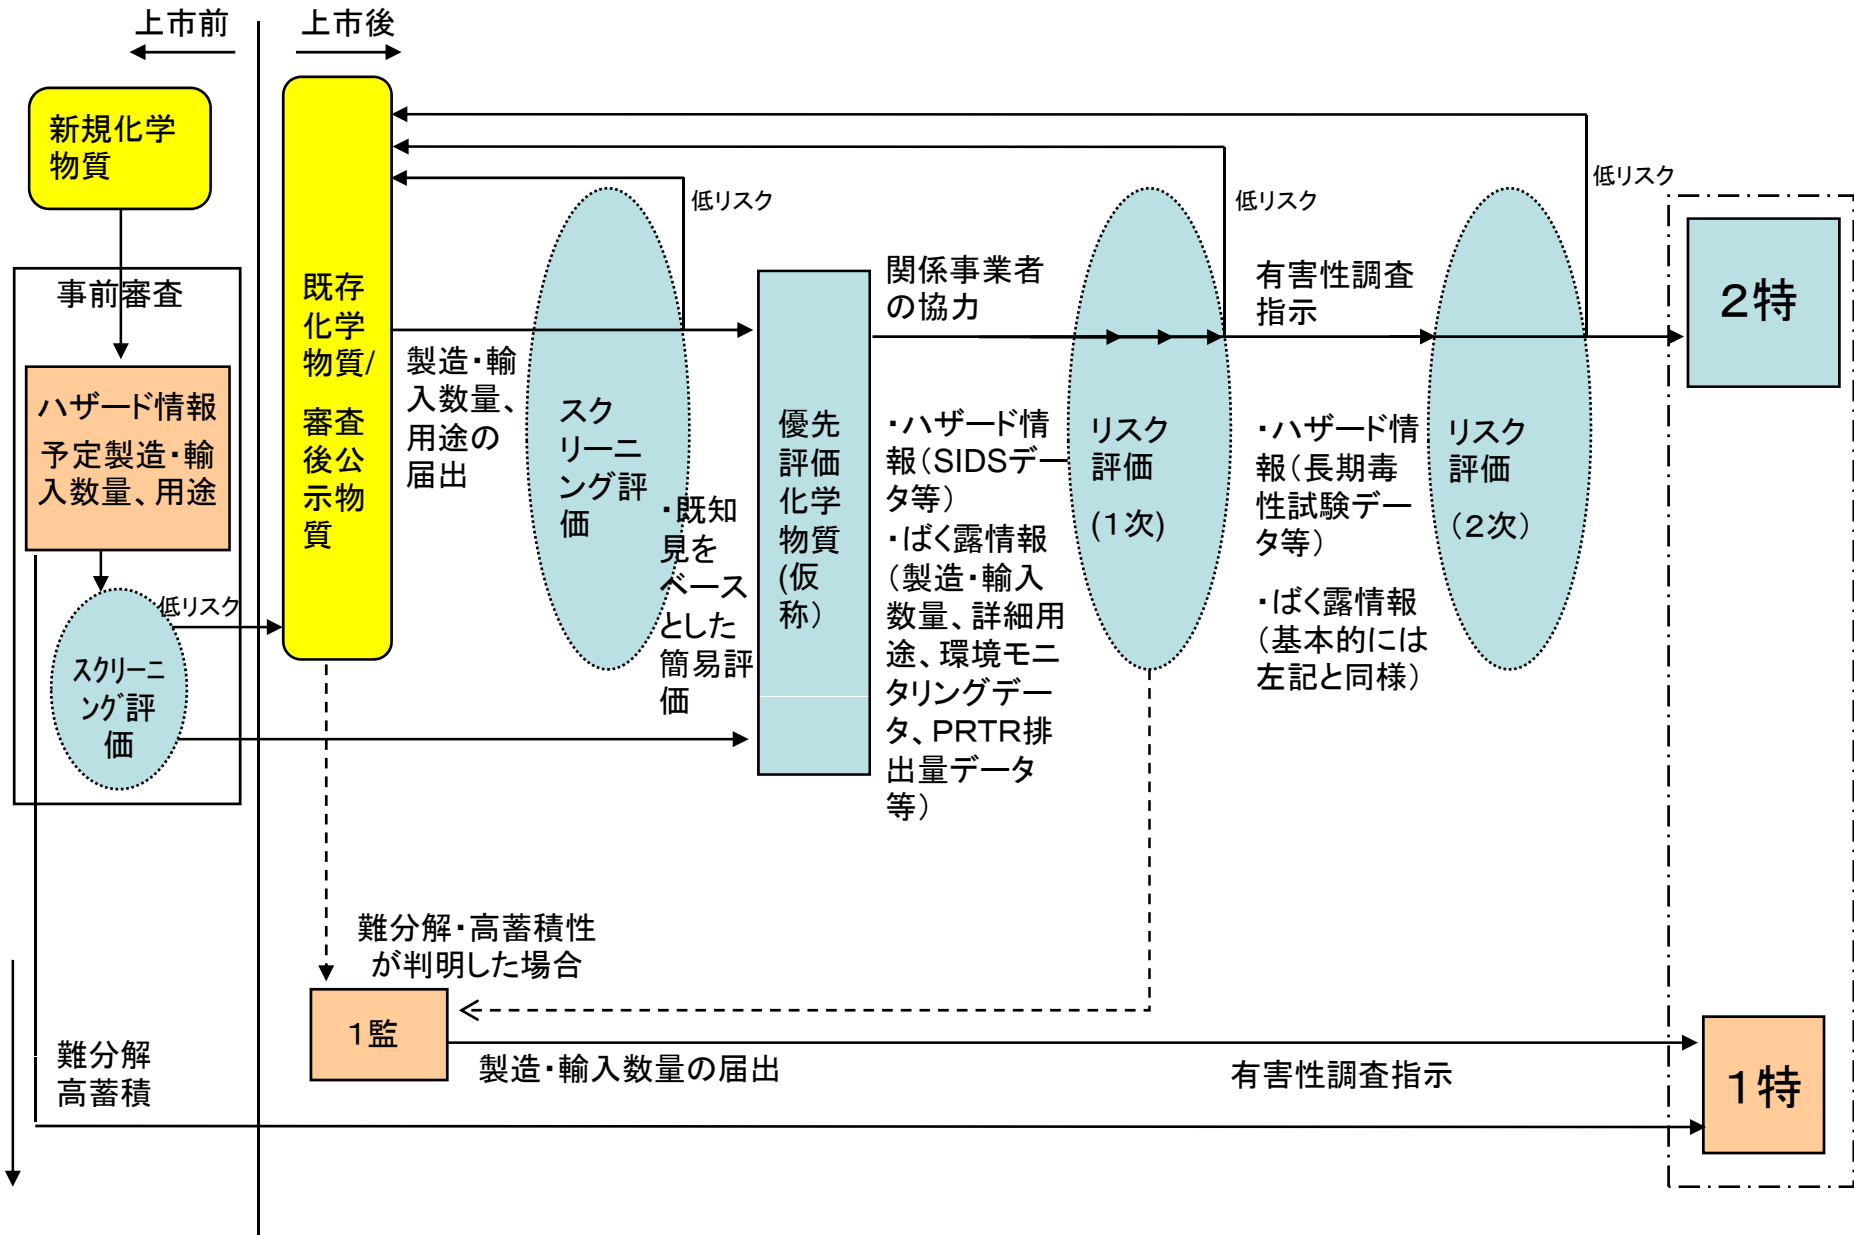 上市前
上市後
新規化学
物質
事前審査
ハザード情報
予定製造・輸
入数量、用途
低リスク
スクリーニ
ング評
価
難分解
高蓄積
既存
化学
物質/
審査
後公
示物
質
製造・輸
入数量、
用途の
届出
スク
リーニ
ング評
価
低リスク
・既知
見を
ベース
とした
簡易評
価
優先
評価
化学
物質
(仮
称）
関係事業者
の協力
・ハザード情
報（SIDSデー
タ等）
・ばく露情報
（製造・輸入
数量、詳細用
途、環境モニ
タリングデー
タ、PRTR排
出量データ
等）
リスク
評価
(１次)
低リスク
有害性調査
指示
・ハザード情
報（長期毒
性試験デー
タ等）
・ばく露情報
（基本的には
左記と同様）
リスク
評価
（２次）
低リスク
２特
難分解・高蓄積性
が判明した場合
１監
製造・輸入数量の届出
有害性調査指示
１特